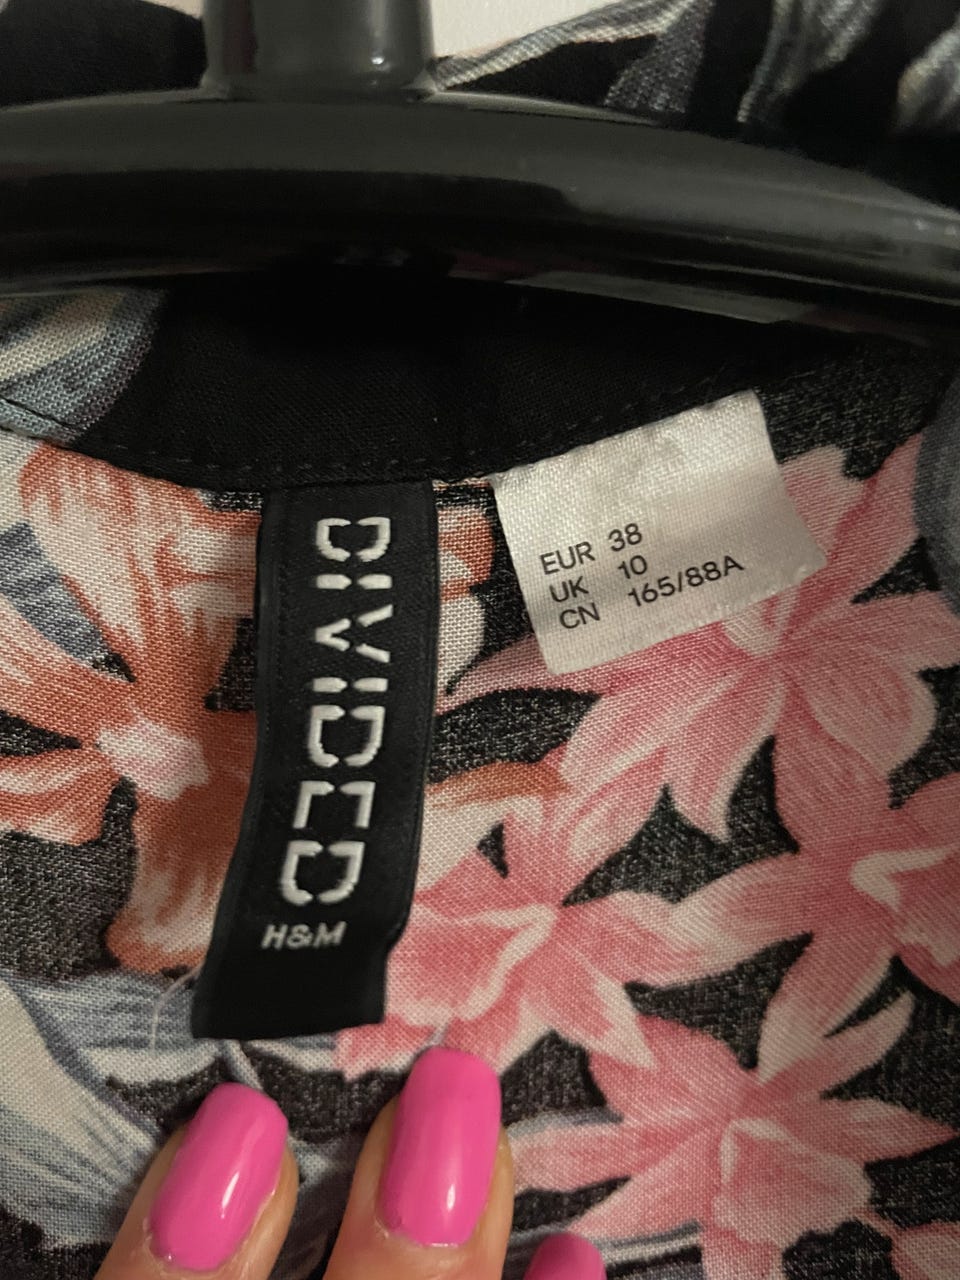 DIVIDED
H&M
EUR 38
UK 10
CN 165/88A